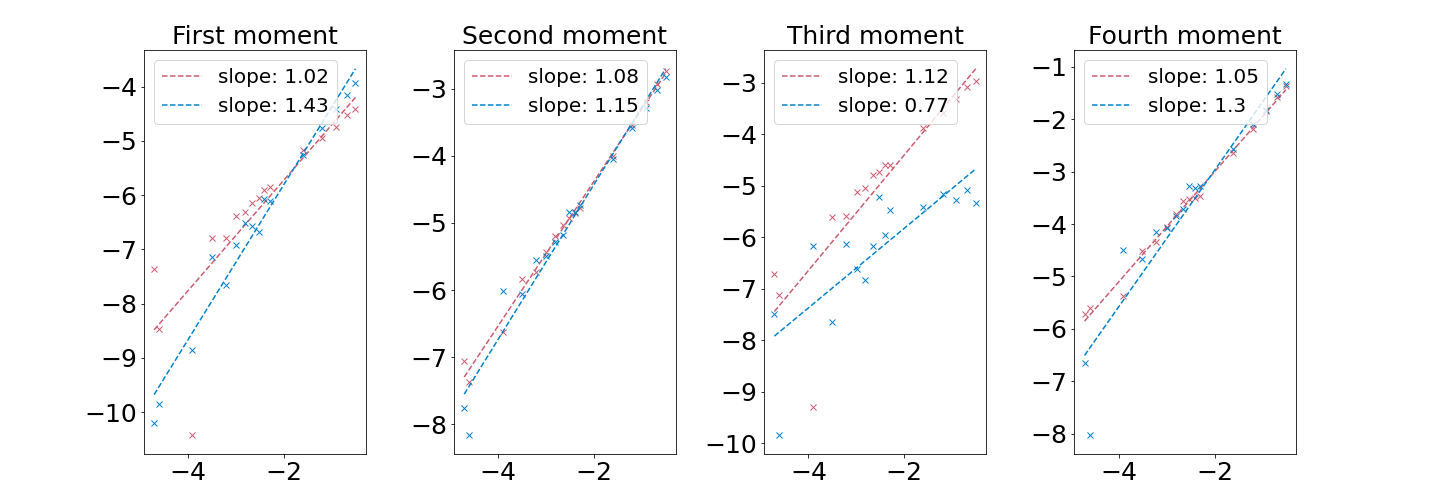 First moment
slope: 1.02
slope: 1.43
−4
−5
−6
−7
−8
−9
−10
−4 −2
Second moment
slope: 1.08
slope: 1.15
−3
−4
−5
−6
−7
−8
−4 −2
Third moment
slope: 1.12
slope: 0.77
−3
−4
−5
−6
−7
−8
−9
−10
−4 −2
Fourth moment
slope: 1.05
slope: 1.3
−1
−2
−3
−4
−5
−6
−7
−8
−4 −2